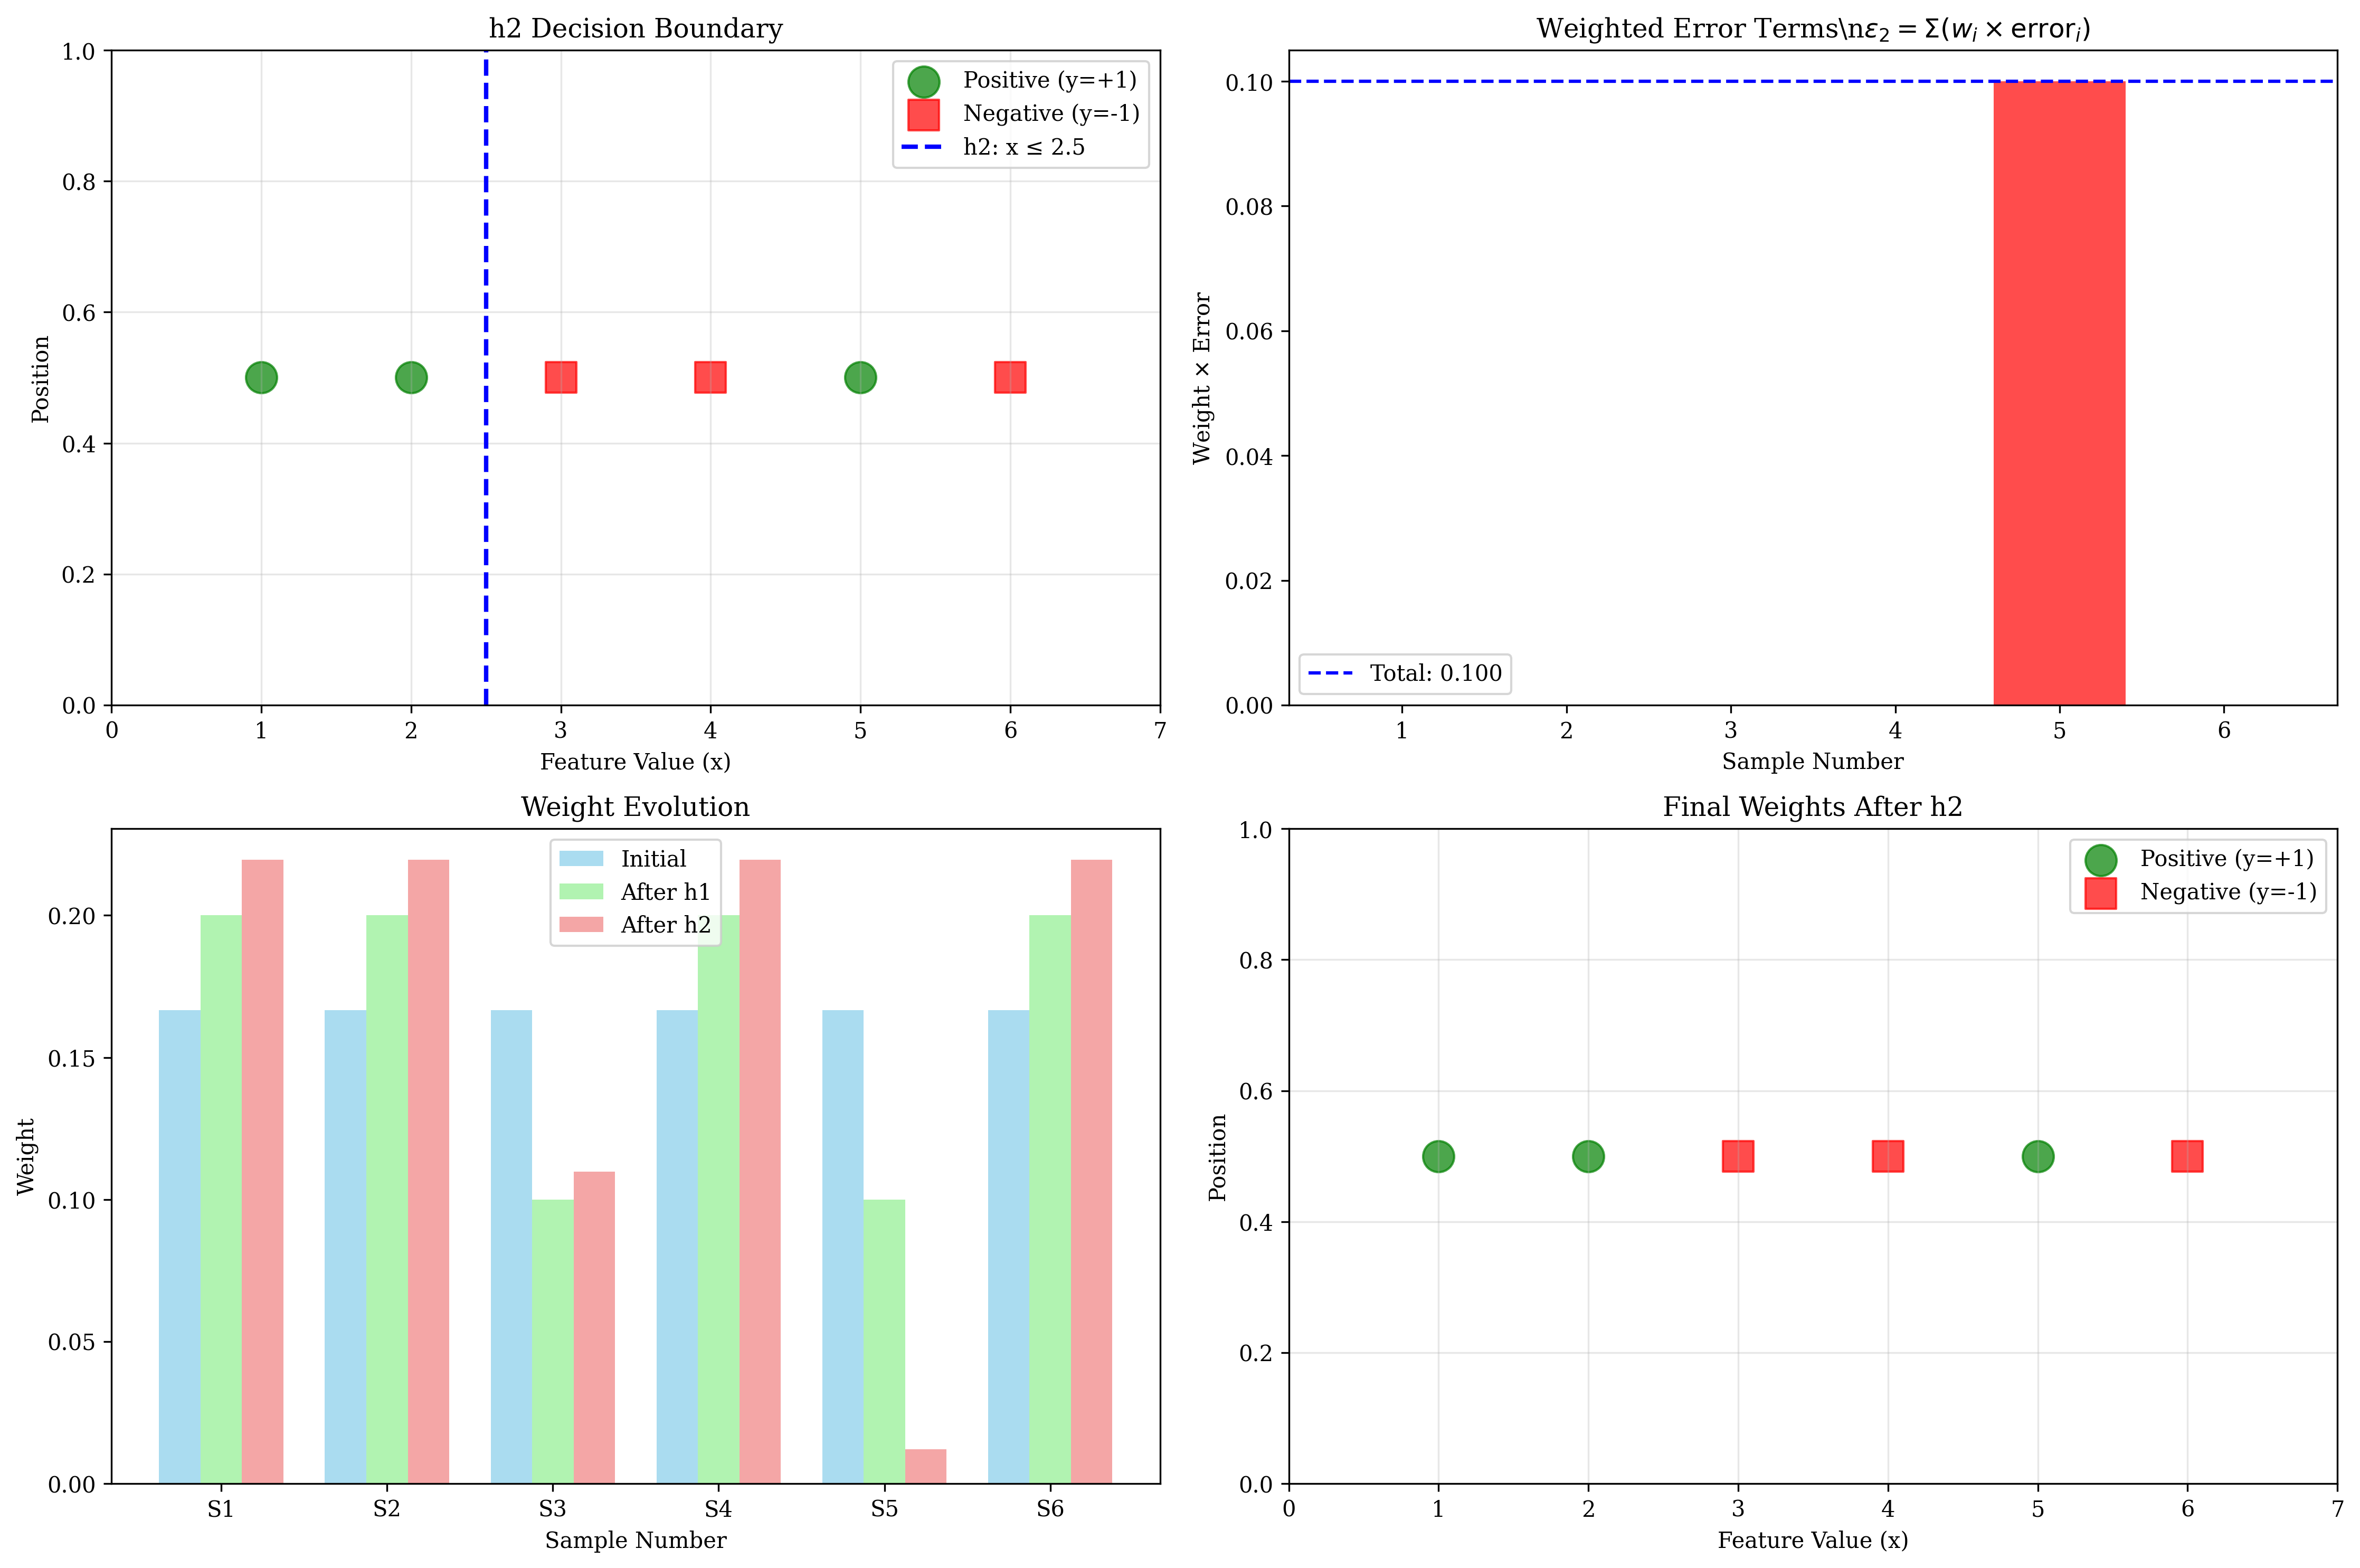 h2 Decision Boundary
Position
1.0
0.8
0.6
0.4
0.2
0.0
0 1 2 3 4 5 6 7
Feature Value (x)
Positive (y=+1)
Negative (y=-1)
h2: x ≤ 2.5
Weighted Error Terms\nε₂ = Σ(wᵢ × errorᵢ)
Weight × Error
0.10
0.08
0.06
0.04
0.02
0.00
1 2 3 4 5 6
Sample Number
Total: 0.100
Weight Evolution
Weight
0.20
0.15
0.10
0.05
0.00
S1 S2 S3 S4 S5 S6
Sample Number
Initial
After h1
After h2
Final Weights After h2
Position
1.0
0.8
0.6
0.4
0.2
0.0
0 1 2 3 4 5 6 7
Feature Value (x)
Positive (y=+1)
Negative (y=-1)